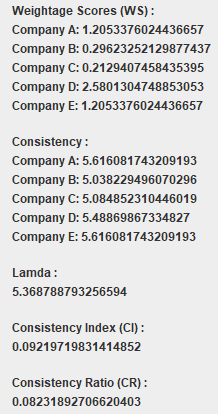 Weightage Scores (WS) :
Company A: 1.2053376024436657
Company B: 0.29623252129877437
Company C: 0.2129407458435395
Company D: 2.5801304748853053
Company E: 1.2053376024436657
Consistency :
Company A: 5.616081743209193
Company B: 5.038229496070296
Company C: 5.084852310446019
Company D: 5.48869867334827
Company E: 5.616081743209193
Lamda :
5.368788793256594
Consistency Index (CI) :
0.09219719831414852
Consistency Ratio (CR) :
0.08231892706620403